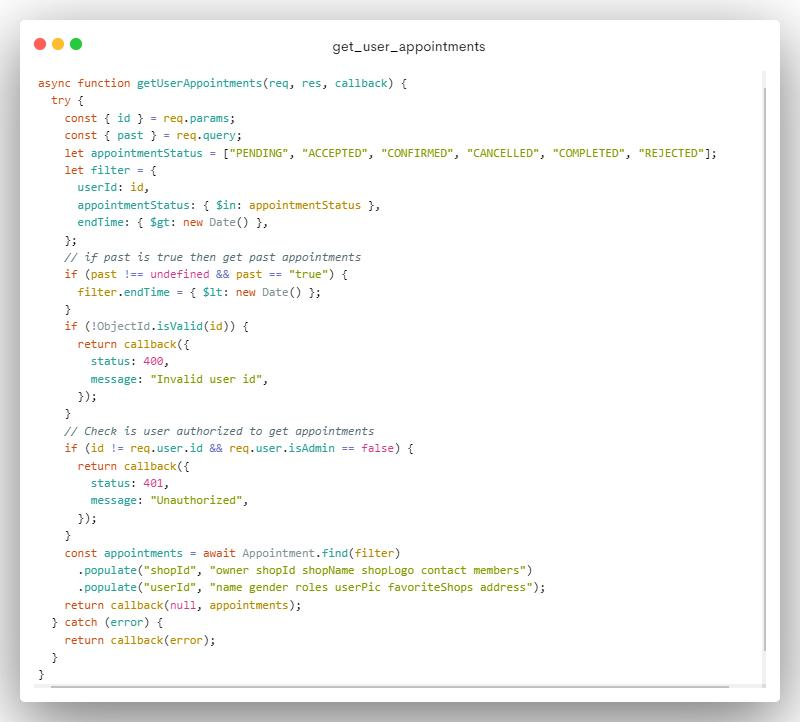 get_user_appointments
async function getUserAppointments(req, res, callback) {
  try {
    const { id } = req.params;
    const { past } = req.query;
    let appointmentStatus = ["PENDING", "ACCEPTED", "CONFIRMED", "CANCELLED", "COMPLETED", "REJECTED"];
    let filter = {
      userId: id,
      appointmentStatus: { $in: appointmentStatus },
      endTime: { $gt: new Date() },
    };
    // if past is true then get past appointments
    if (past !== undefined && past == "true") {
      filter.endTime = { $lt: new Date() };
    }
    if (!ObjectId.isValid(id)) {
      return callback({
        status: 400,
        message: "Invalid user id",
      });
    }
    // Check is user authorized to get appointments
    if (id != req.user.id && req.user.isAdmin == false) {
      return callback({
        status: 401,
        message: "Unauthorized",
      });
    }
    const appointments = await Appointment.find(filter)
      .populate("shopId", "owner shopId shopName shopLogo contact members")
      .populate("userId", "name gender roles userPic favoriteShops address");
    return callback(null, appointments);
  } catch (error) {
    return callback(error);
  }
}